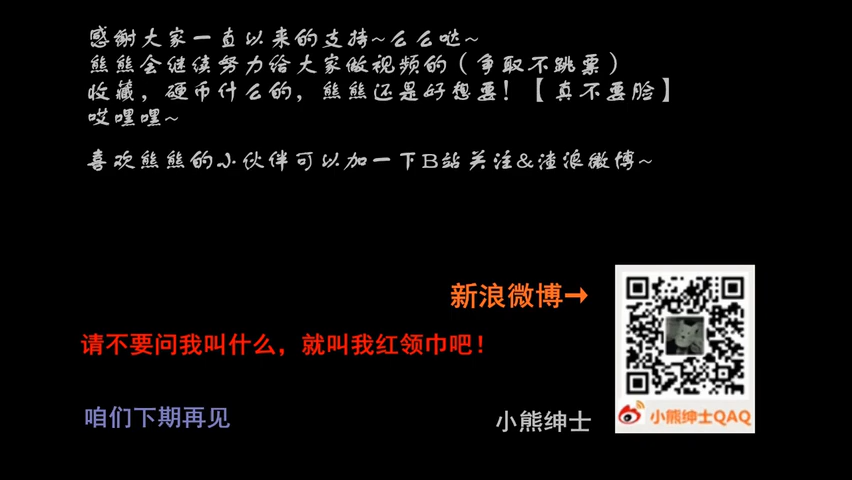 感谢大家一直以来的支持~么么哒~
熊熊会继续努力给大家做视频的（争取不跳票）
收藏，硬币什么的，熊熊还是好想要！【真不要脸】
哎嘿嘿~
喜欢熊熊的小伙伴可以加一下B站关注&渣浪微博~
新浪微博→
请不要问我叫什么，就叫我红领巾吧！
小熊绅士QAQ
咱们下期再见
小熊绅士